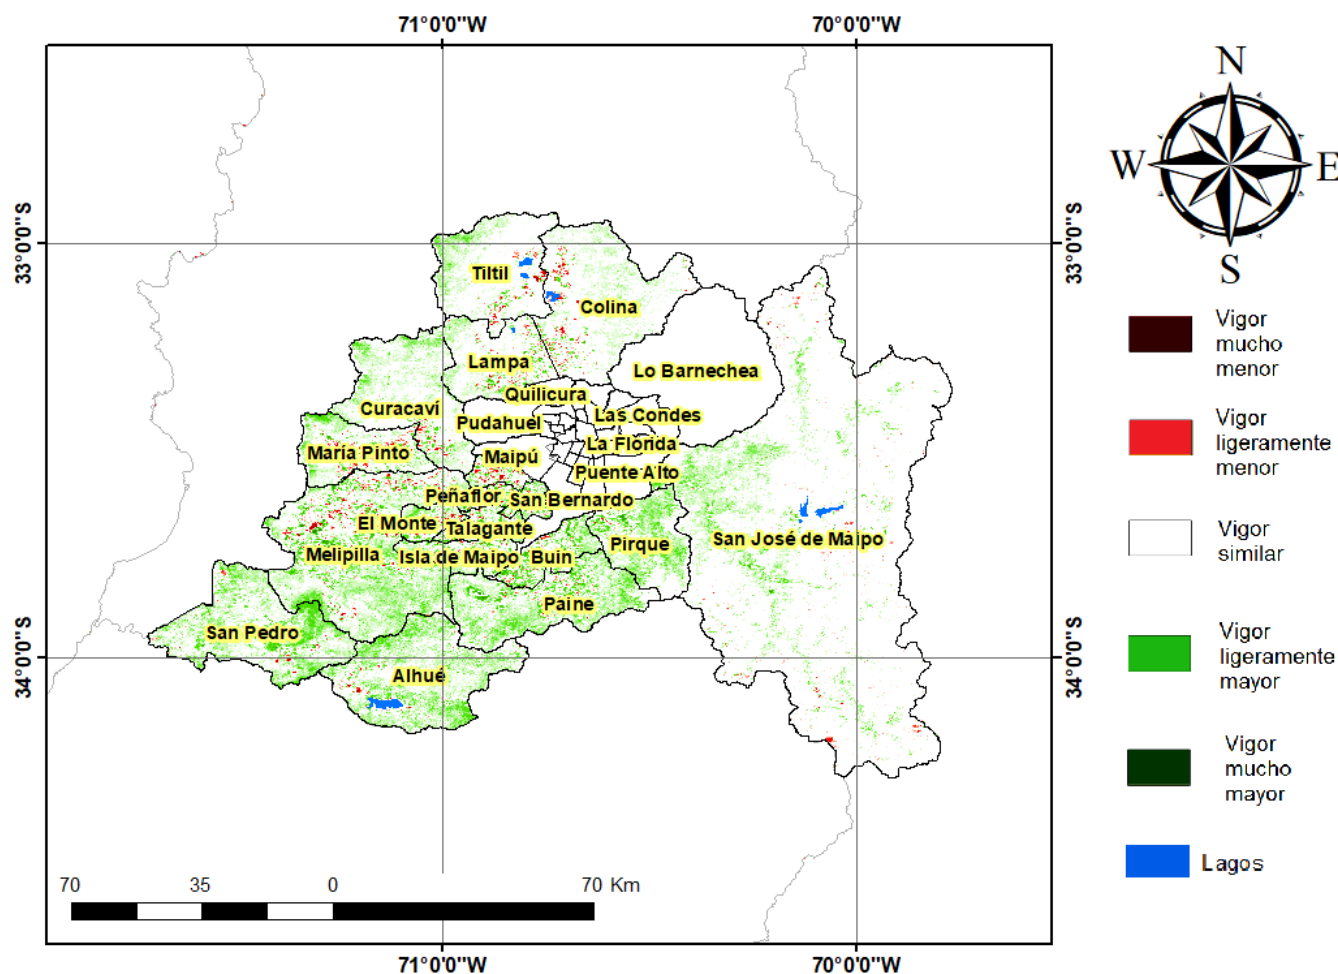 71°0'0"W
70°0'0"W
N
W
E
S
33°0'0"S
33°0'0"S
Tiltil
Colina
Lampa
Lo Barnechea
Quilicura
Curacaví
Las Condes
Pudahuel
La Florida
María Pinto
Maipú
Puente Alto
Peñaflor
San Bernardo
El Monte
Talagante
San José de Maipo
Pirque
Melipilla
Isla de Maipo
Buin
Paine
San Pedro
Alhué
34°0'0"S
34°0'0"S
70
35
0
70 Km
71°0'0"W
70°0'0"W
Vigor
mucho
menor
Vigor
ligeramente
menor
Vigor
similar
Vigor
ligeramente
mayor
Vigor
mucho
mayor
Lagos